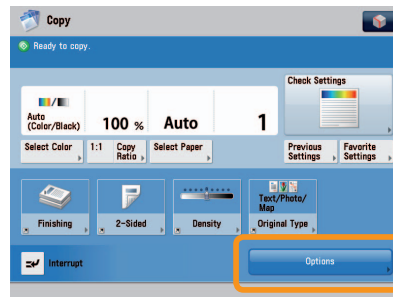 Copy
Ready to copy.
Check Settings
Auto
(Color/Black)
100 %
Auto
1
Select Color
1:1
Copy
Ratio
Select Paper
Previous
Settings
Favorite
Settings
Finishing
2-Sided
Density
Text/Photo/
Map
Original Type
Interrupt
Options